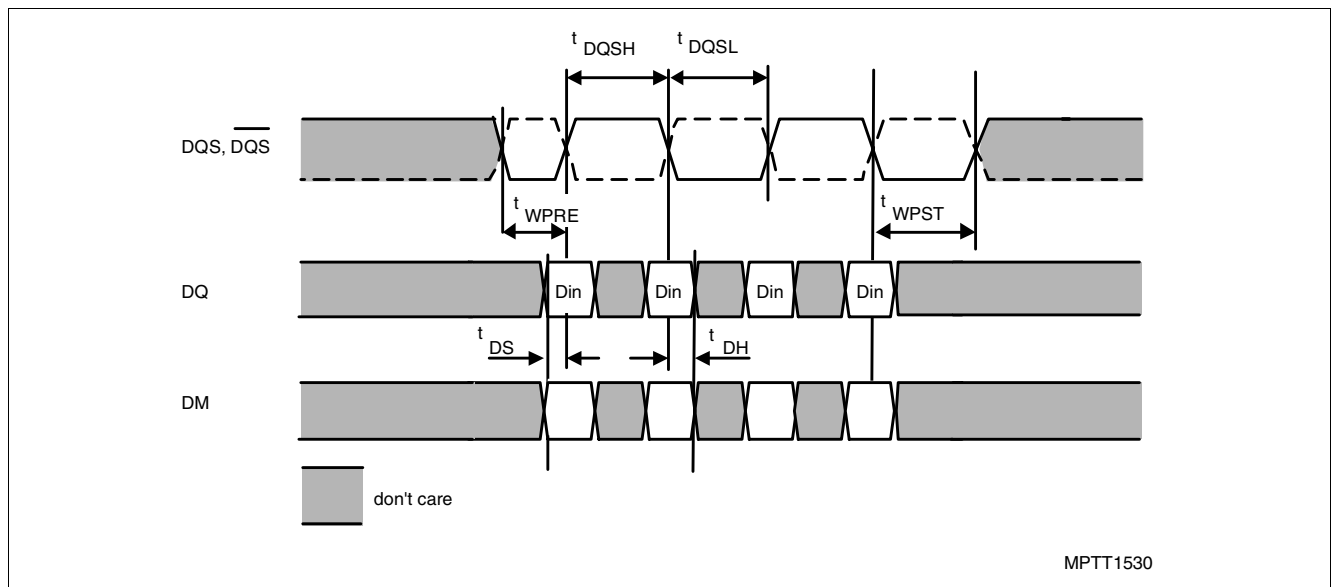 t DQSH
t DQSL
DQS, DQS
t WPRE
t WPST
DQ
Din
Din
Din
Din
t DS
t DH
DM
don't care
MPTT1530